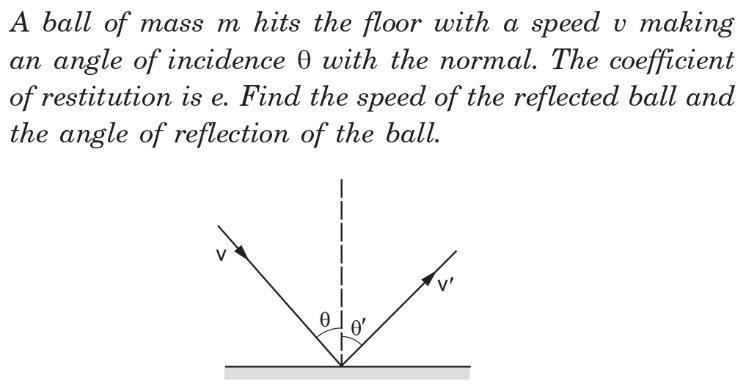 A ball of mass m hits the floor with a speed v making
an angle of incidence θ with the normal. The coefficient
of restitution is e. Find the speed of the reflected ball and
the angle of reflection of the ball.
v
v′
θ θ′